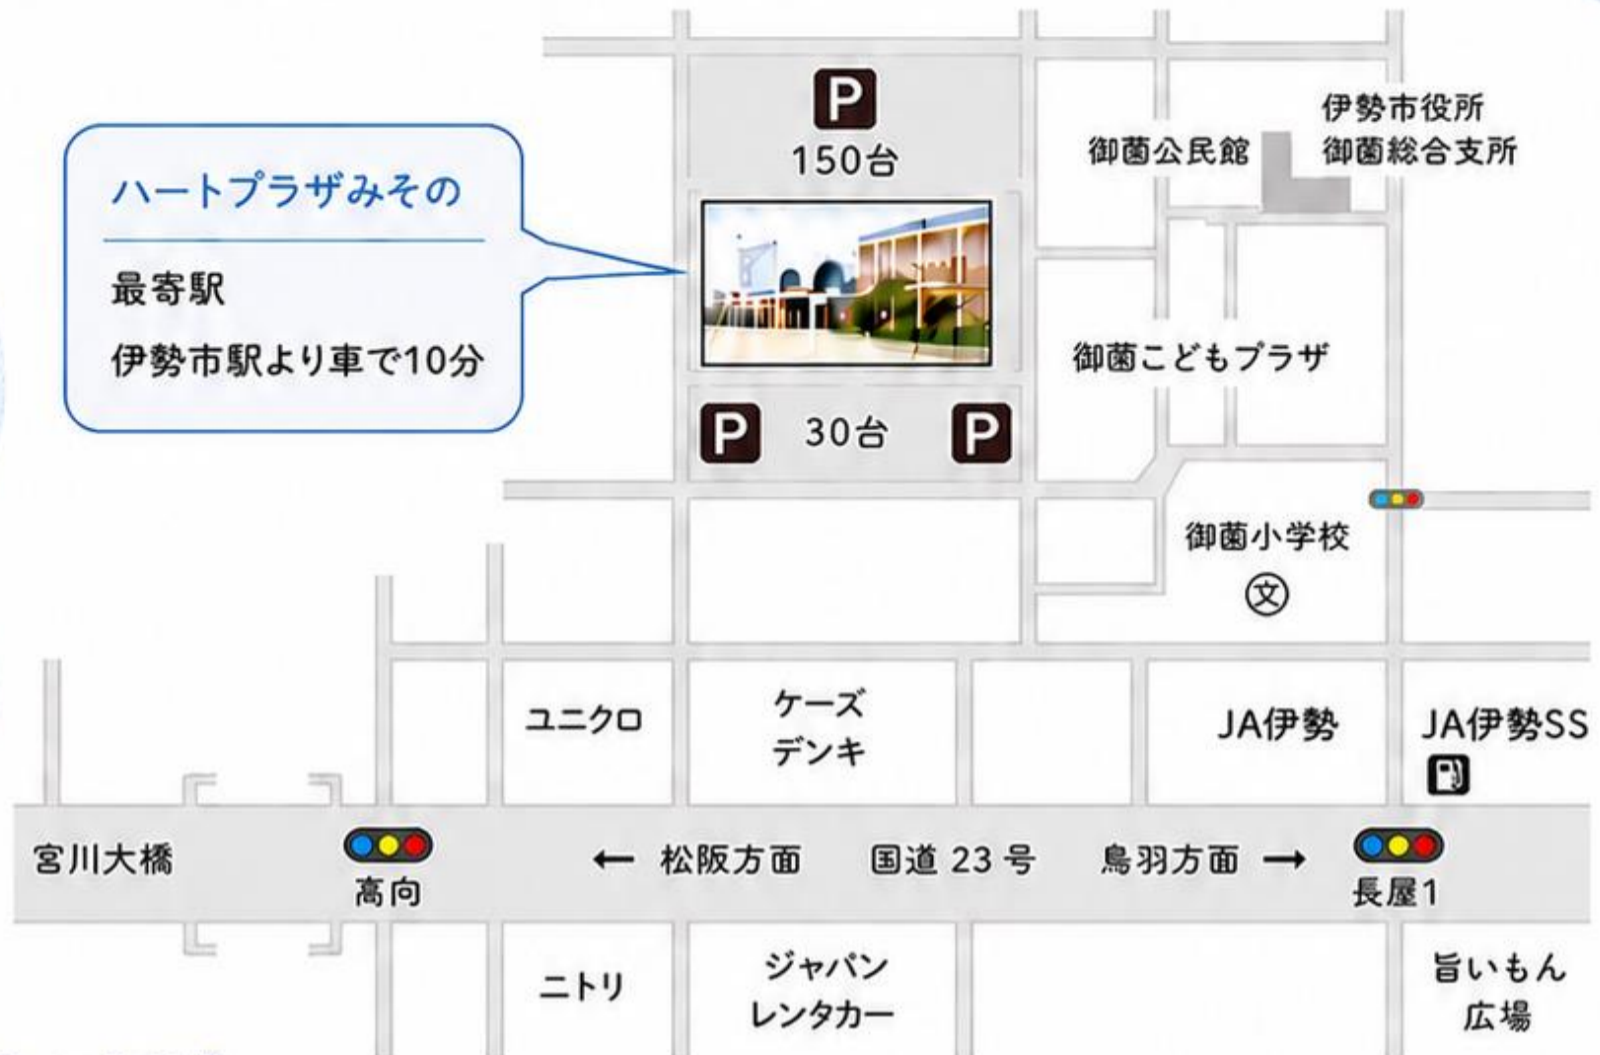 P
150台
伊勢市役所
御薗公民館
御薗総合支所
ハートプラザみその
最寄駅
伊勢市駅より車で10分
御薗こどもプラザ
P
30台
P
御薗小学校
文
ユニクロ
ケーズ
デンキ
JA伊勢
JA伊勢SS
宮川大橋
高向
← 松阪方面
国道 23 号
鳥羽方面 →
長屋1
ニトリ
ジャパン
レンタカー
旨いもん
広場